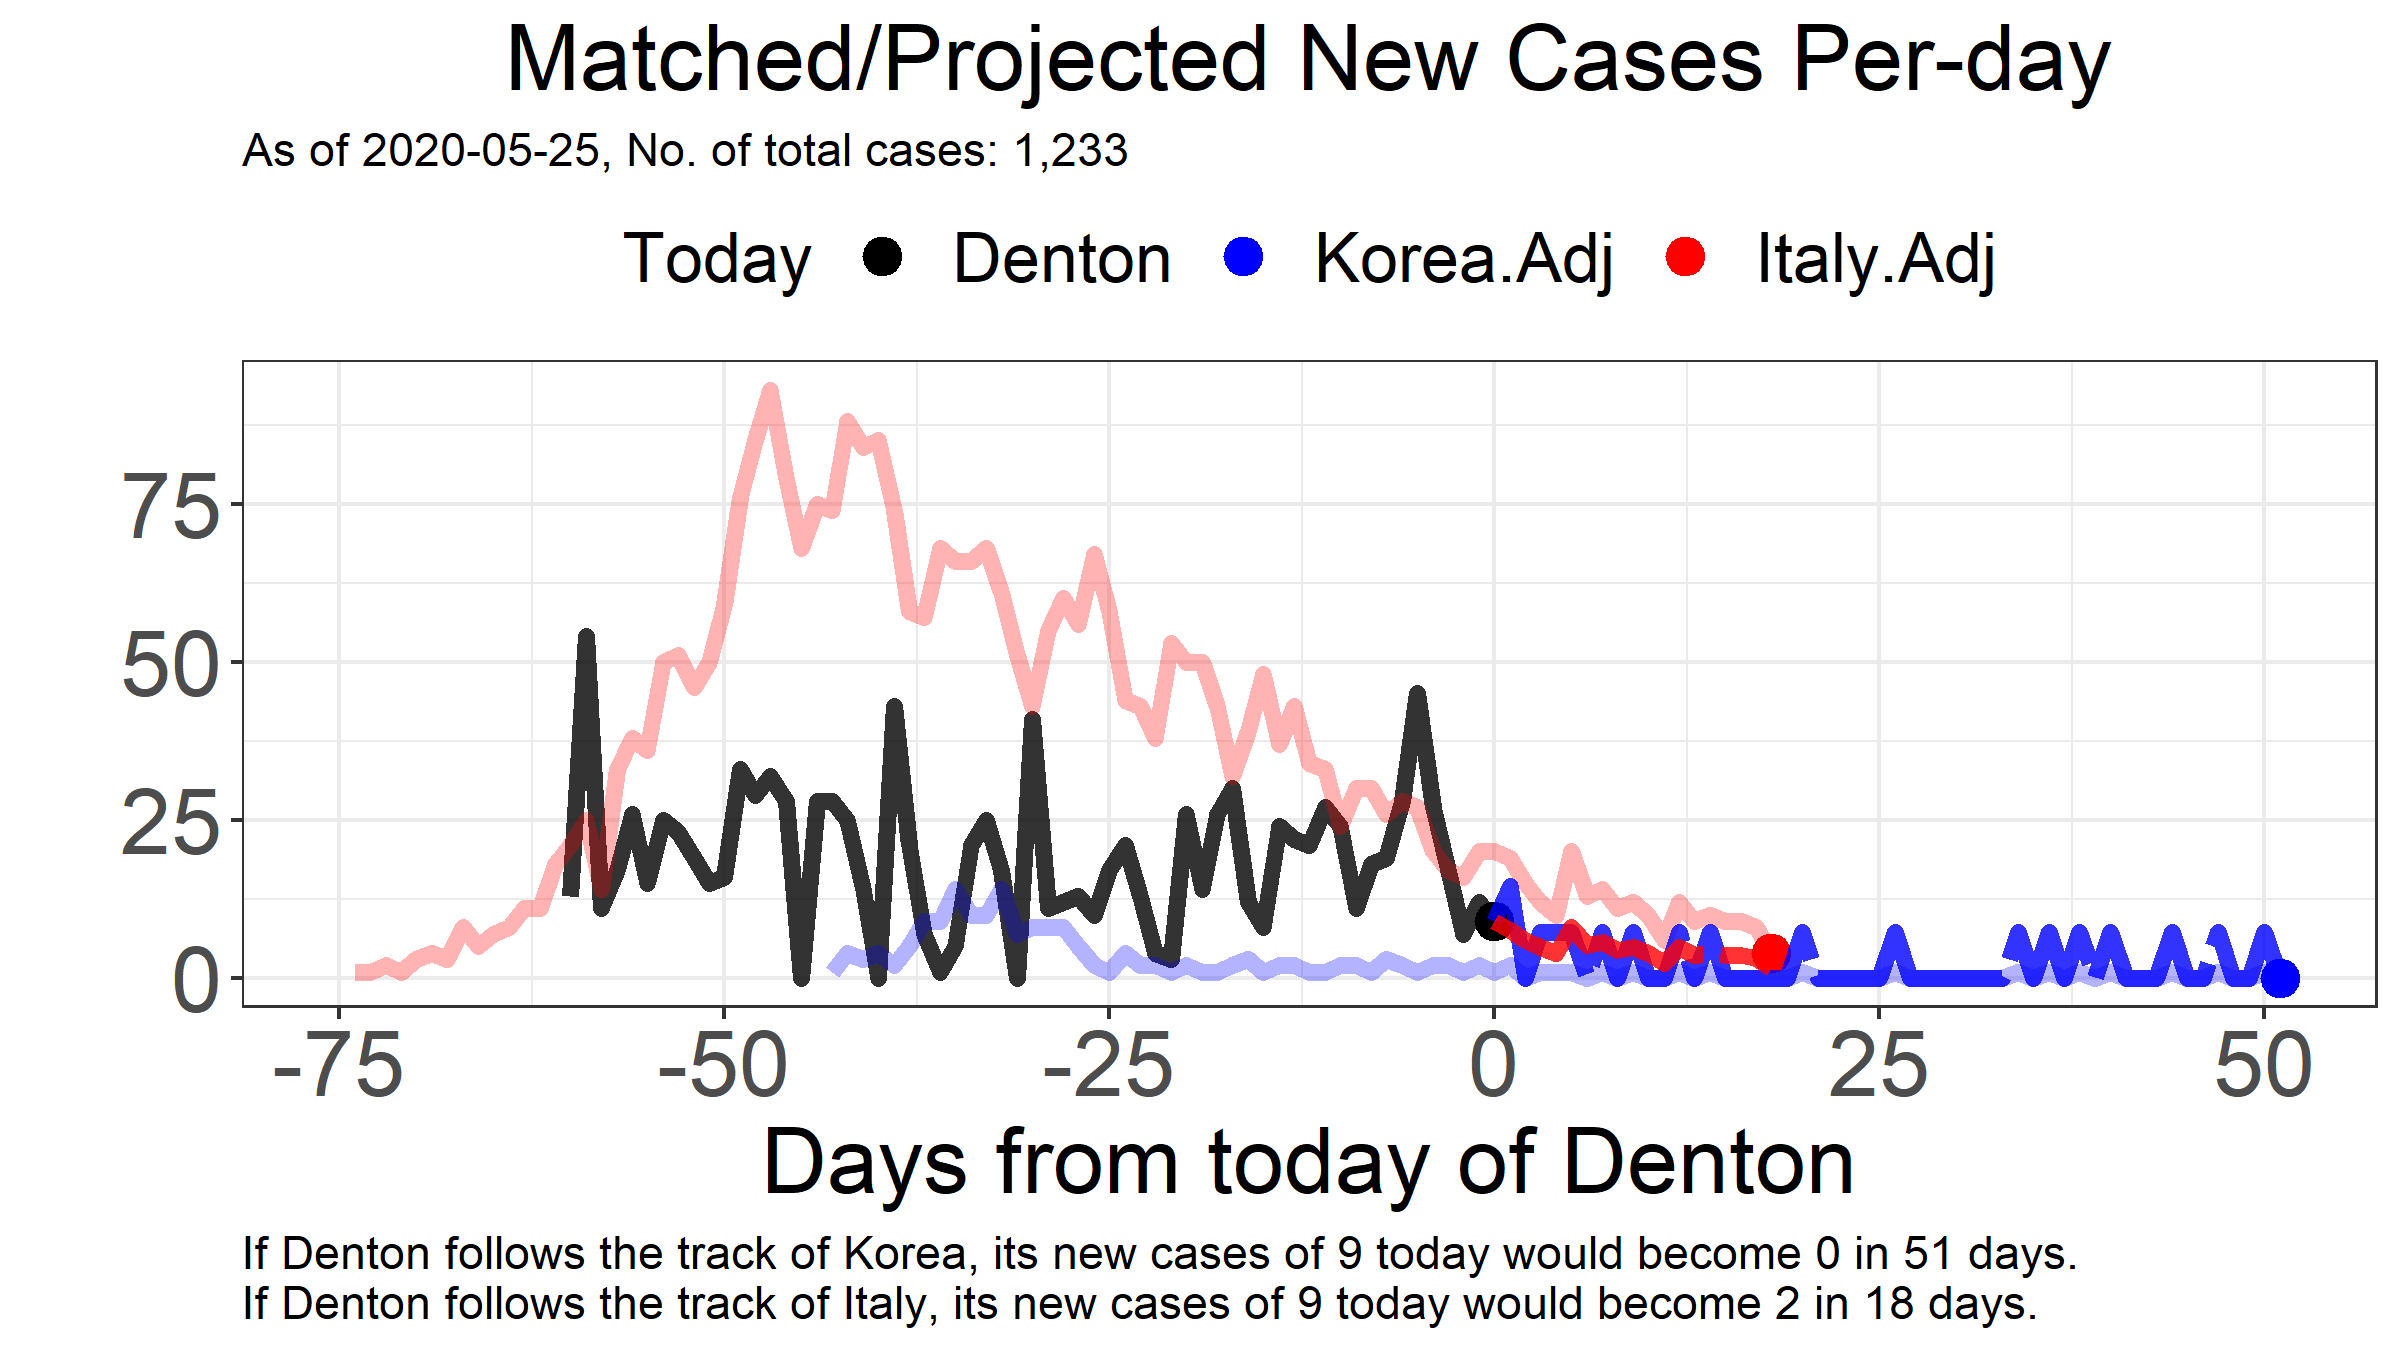 Matched/Projected New Cases Per-day
As of 2020-05-25, No. of total cases: 1,233
Today Denton Korea.Adj Italy.Adj
75
50
25
0
-75 -50 -25 0 25 50
Days from today of Denton
If Denton follows the track of Korea, its new cases of 9 today would become 0 in 51 days.
If Denton follows the track of Italy, its new cases of 9 today would become 2 in 18 days.